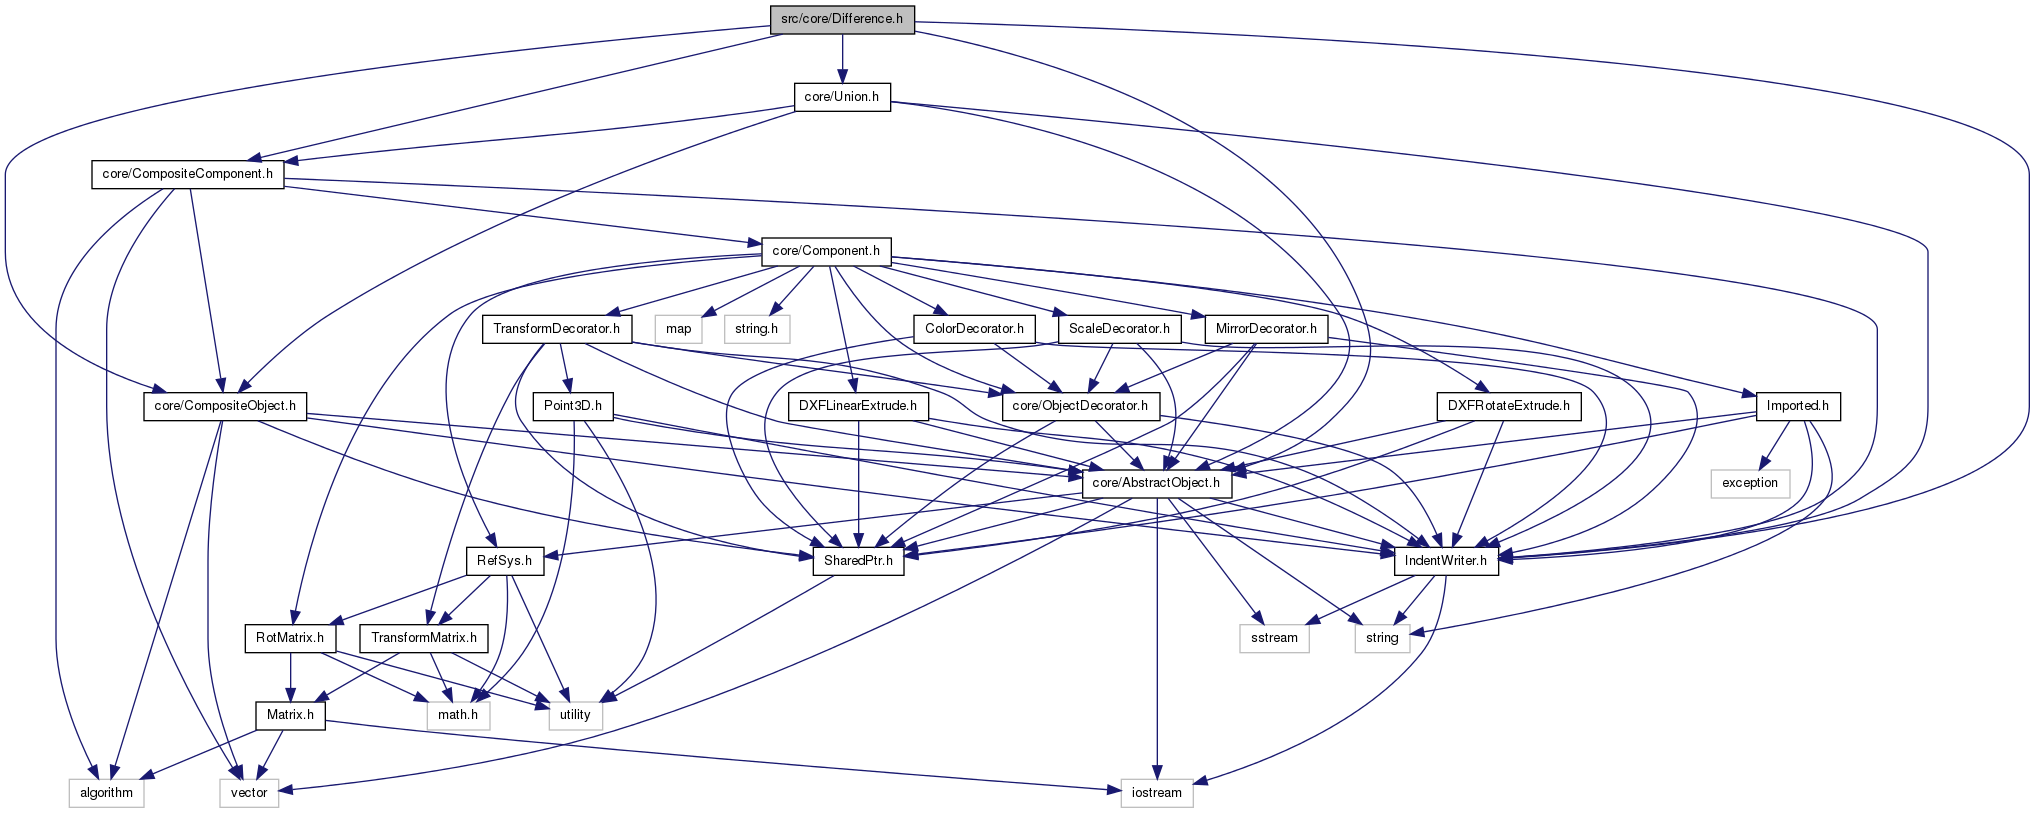 src/core/Difference.h
core/Union.h
core/CompositeComponent.h
core/Component.h
TransformDecorator.h
map
string.h
ColorDecorator.h
ScaleDecorator.h
MirrorDecorator.h
core/CompositeObject.h
Point3D.h
DXFLinearExtrude.h
core/ObjectDecorator.h
DXFRotateExtrude.h
Imported.h
core/AbstractObject.h
exception
RefSys.h
SharedPtr.h
IndentWriter.h
RotMatrix.h
TransformMatrix.h
sstream
string
Matrix.h
math.h
utility
algorithm
vector
iostream